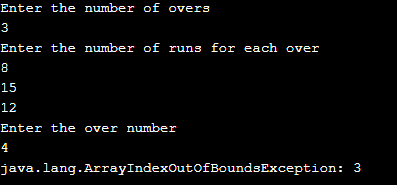 Enter the number of overs
3
Enter the number of runs for each over
8
15
12
Enter the over number
4
java.lang.ArrayIndexOutOfBoundsException: 3